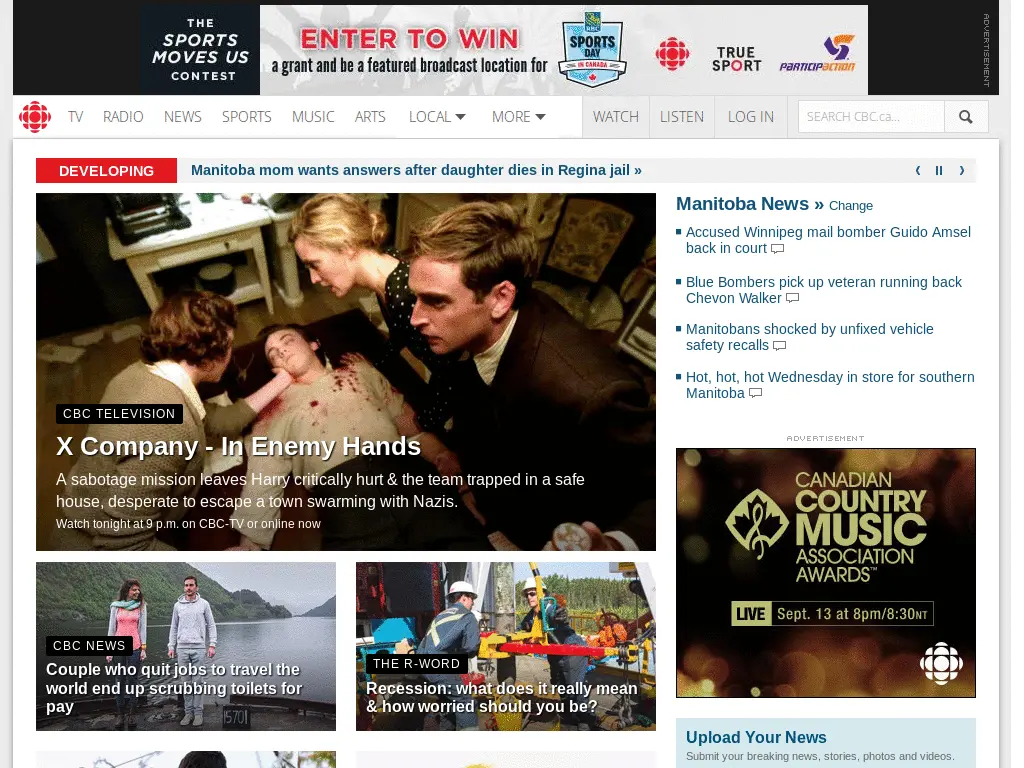 THE
SPORTS
MOVES US
CONTEST
ENTER TO WIN
a grant and be a featured broadcast location for
RBC
SPORTS
DAY
IN CANADA
TRUE
SPORT
PARTICIPACTION
ADVERTISEMENT
TV RADIO NEWS SPORTS MUSIC ARTS LOCAL MORE WATCH LISTEN LOG IN SEARCH CBC.ca...
DEVELOPING Manitoba mom wants answers after daughter dies in Regina jail »
CBC TELEVISION
X Company - In Enemy Hands
A sabotage mission leaves Harry critically hurt & the team trapped in a safe
house, desperate to escape a town swarming with Nazis.
Watch tonight at 9 p.m. on CBC-TV or online now
CBC NEWS
Couple who quit jobs to travel the
world end up scrubbing toilets for
pay
1570
THE R-WORD
Recession: what does it really mean
& how worried should you be?
Manitoba News » Change
Accused Winnipeg mail bomber Guido Amsel
back in court
Blue Bombers pick up veteran running back
Chevon Walker
Manitobans shocked by unfixed vehicle
safety recalls
Hot, hot, hot Wednesday in store for southern
Manitoba
ADVERTISEMENT
CANADIAN
COUNTRY
MUSIC
ASSOCIATION
AWARDS™
LIVE Sept. 13 at 8pm/8:30NT
Upload Your News
Submit your breaking news, stories, photos and videos.